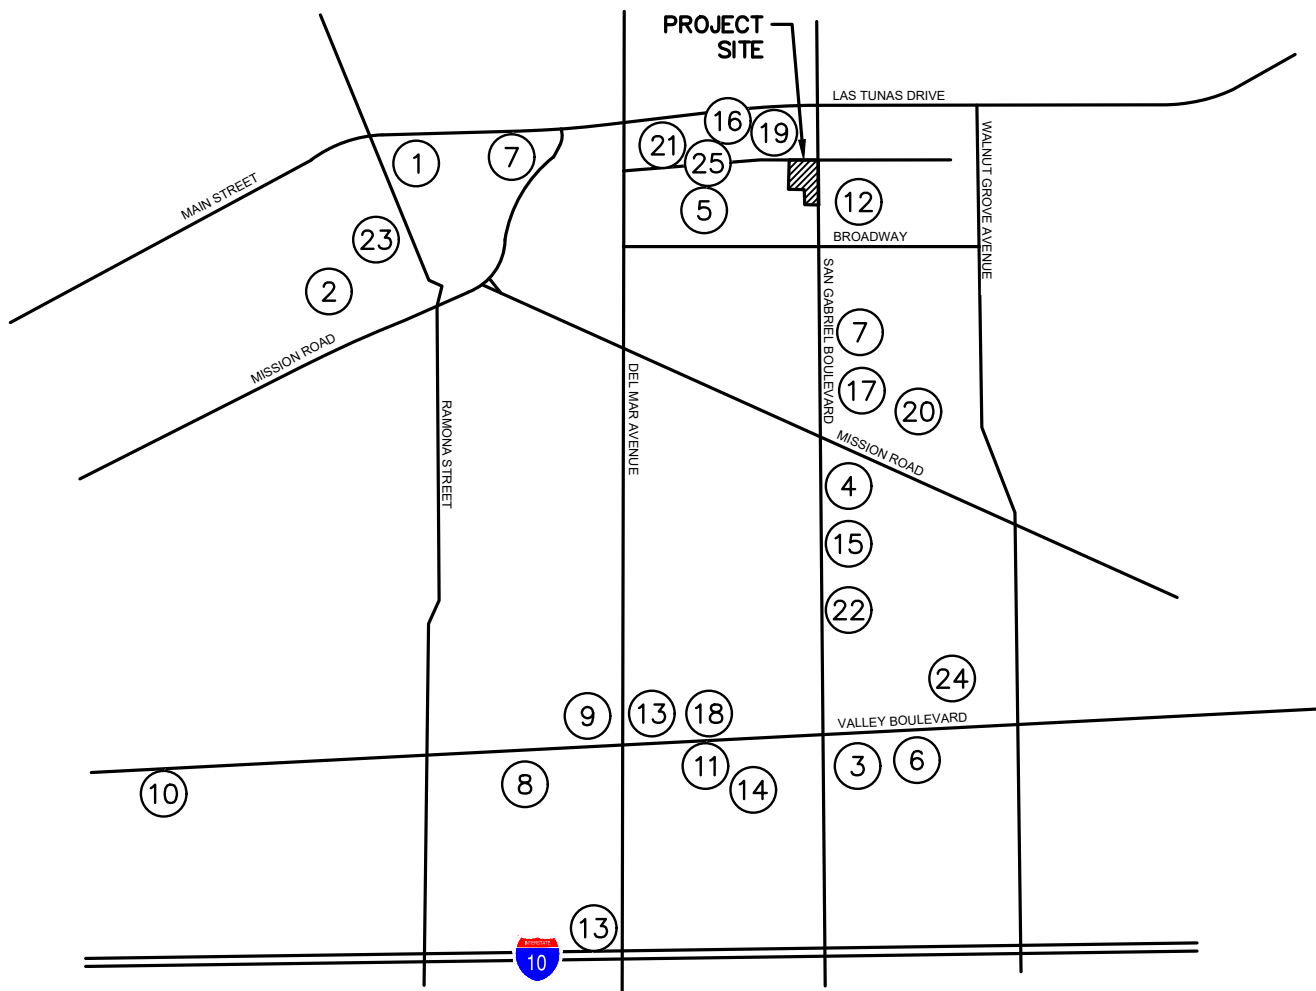 PROJECT
SITE
LAS TUNAS DRIVE
16
19
21
25
1
7
5
12
WALNUT GROVE AVENUE
MAIN STREET
23
2
BROADWAY
SAN GABRIEL BOULEVARD
MISSION ROAD
7
17
20
DEL MAR AVENUE
RAMONA STREET
MISSION ROAD
4
15
22
24
9
13
18
VALLEY BOULEVARD
10
8
11
14
3
6
13
INTERSTATE
10